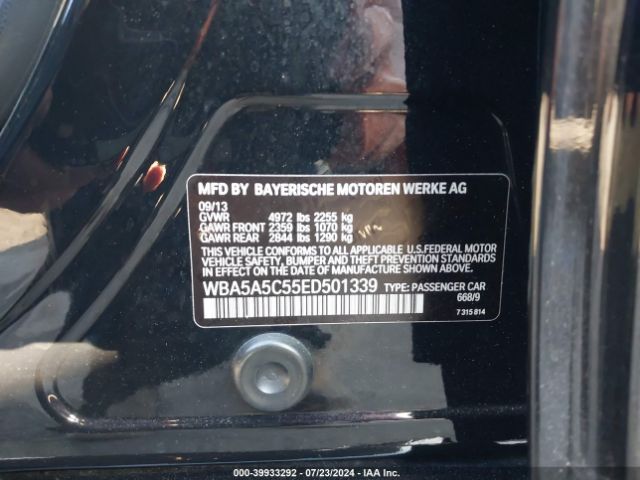 MFD BY BAYERISCHE MOTOREN WERKE AG
09/13
GVWR 4972 lbs 2255 kg
GAWR FRONT 2359 lbs 1070 kg
GAWR REAR 2844 lbs 1290 kg
THIS VEHICLE CONFORMS TO ALL APPLICABLE U.S.FEDERAL MOTOR
VEHICLE SAFETY, BUMPER, AND THEFT PREVENTION STANDARDS
IN EFFECT ON THE DATE OF MANUFACTURE SHOWN ABOVE.
WBA5A5C55ED501339 TYPE: PASSENGER CAR
668/9
7 315 814
000-39933292 - 07/23/2024 - IAA Inc.